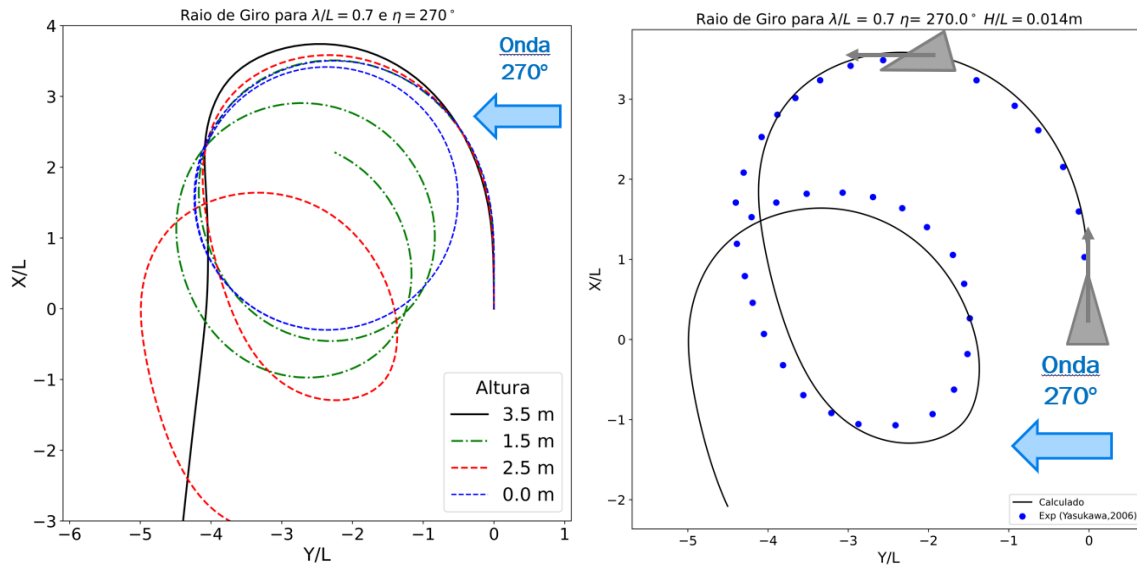 Raio de Giro para λ/L = 0.7 e η = 270°
Onda
270°
X/L
4
3
2
1
0
−1
−2
−3
Altura
3.5 m
1.5 m
2.5 m
0.0 m
−6 −5 −4 −3 −2 −1 0 1
Y/L
Raio de Giro para λ/L = 0.7 η= 270.0° H/L = 0.014m
X/L
3
2
1
0
−1
−2
Onda
270°
Calculado
Exp (Yasukawa,2006)
−5 −4 −3 −2 −1 0
Y/L